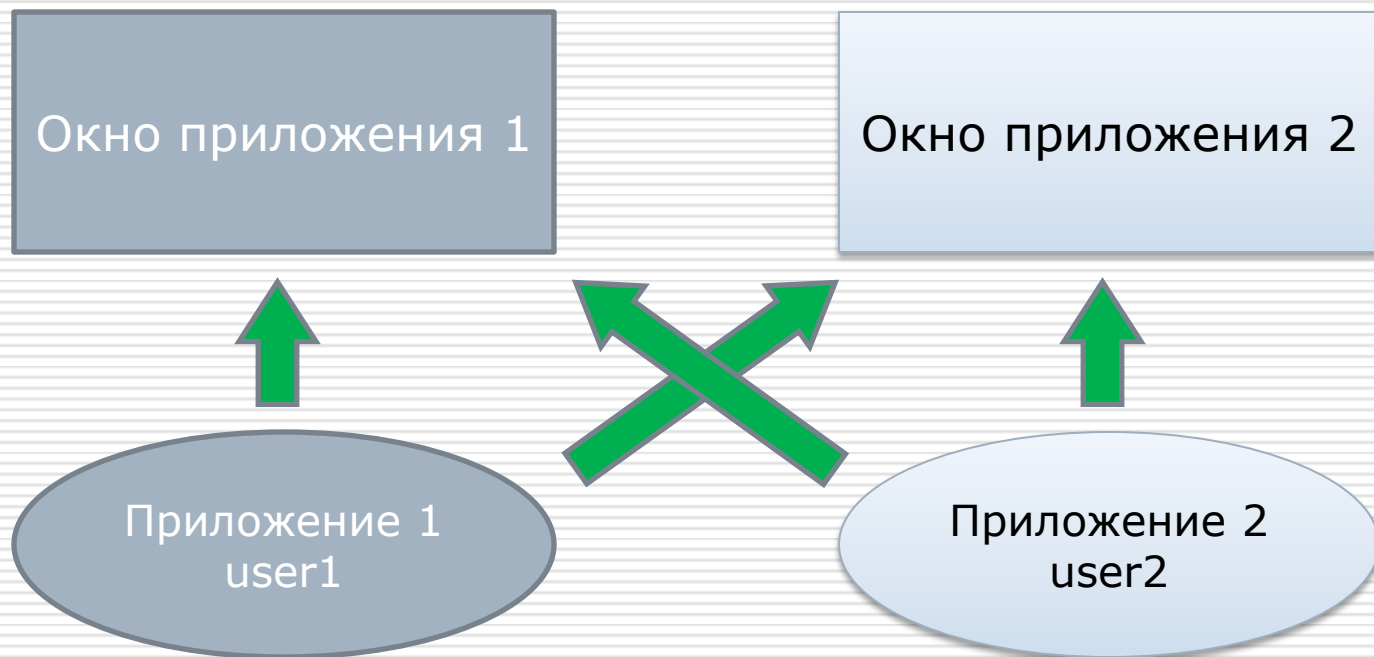 Окно приложения 1
Окно приложения 2
Приложение 1
user1
Приложение 2
user2